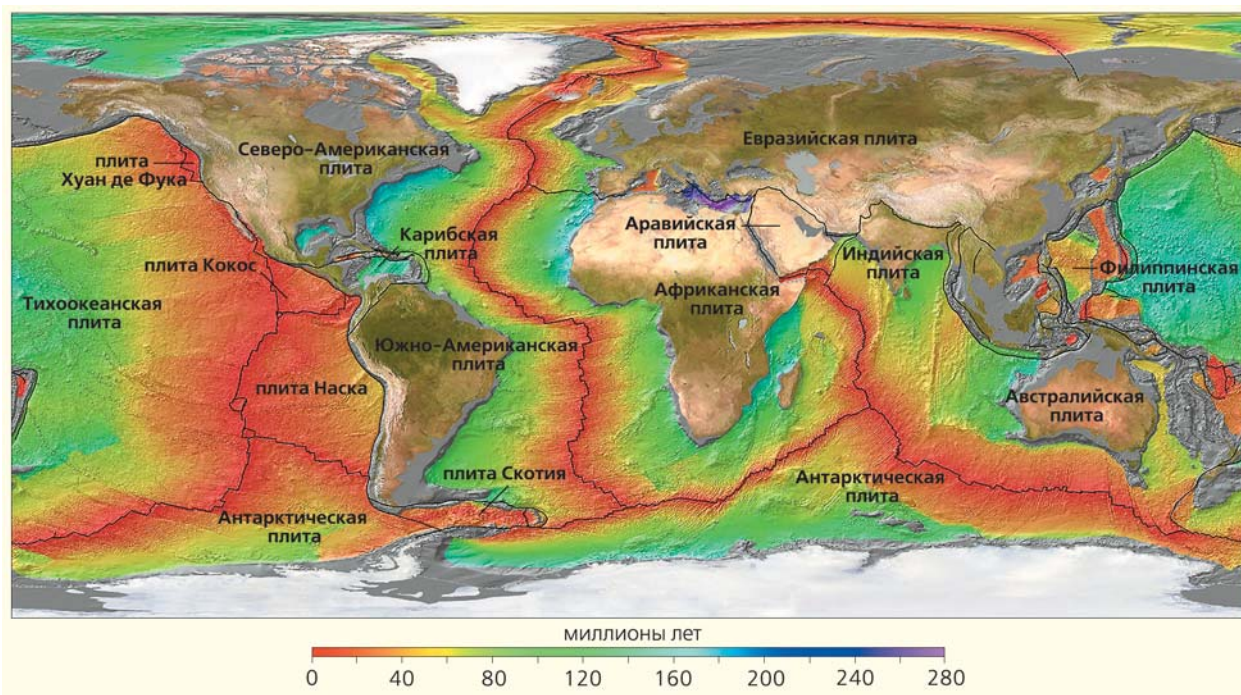 плита
Хуан де Фука
Северо-Американская
плита
Евразийская плита
Карибская
плита
Аравийская
плита
плита Кокос
Индийская
плита
Филиппинская
плита
Тихоокеанская
плита
Африканская
плита
Южно-Американская
плита
плита Наска
Австралийская
плита
плита Скотия
Антарктическая
плита
Антарктическая
плита
миллионы лет
0 40 80 120 160 200 240 280